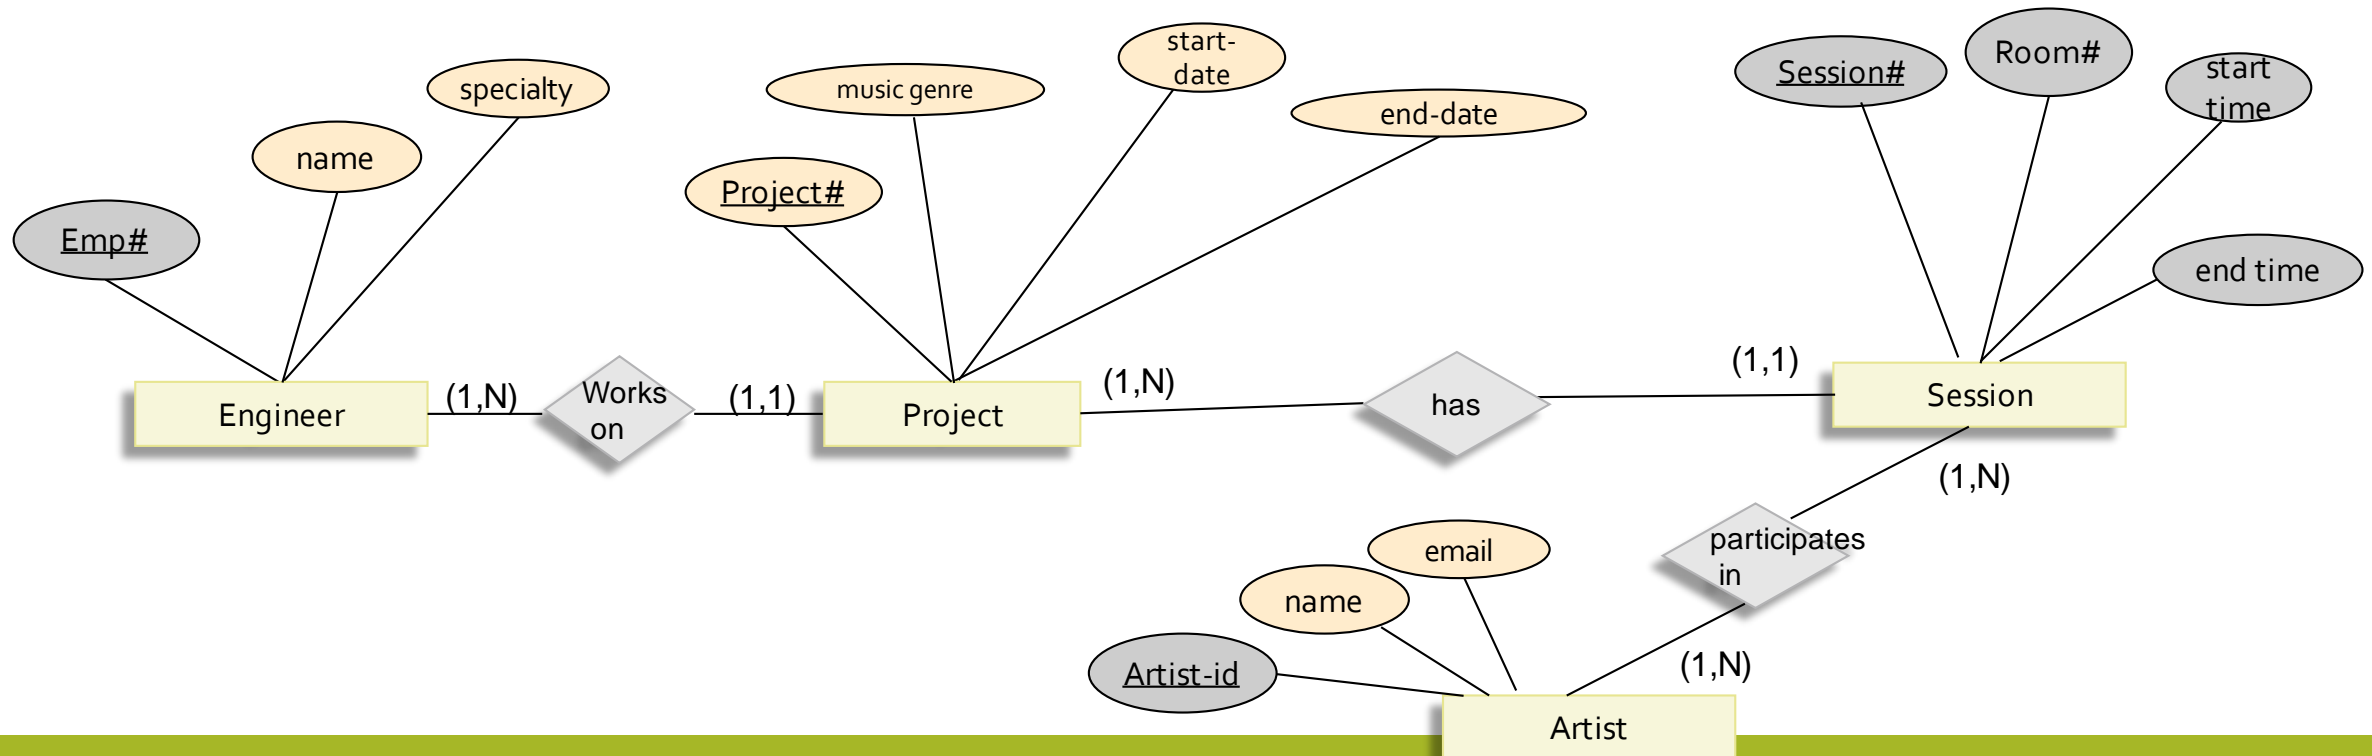 specialty
name
Emp#
music genre
start-
date
end-date
Project#
Session#
Room#
start
time
end time
Engineer
(1,N)
Works
on
(1,1)
Project
(1,N)
has
(1,1)
Session
(1,N)
participates
in
(1,N)
email
name
Artist-id
Artist